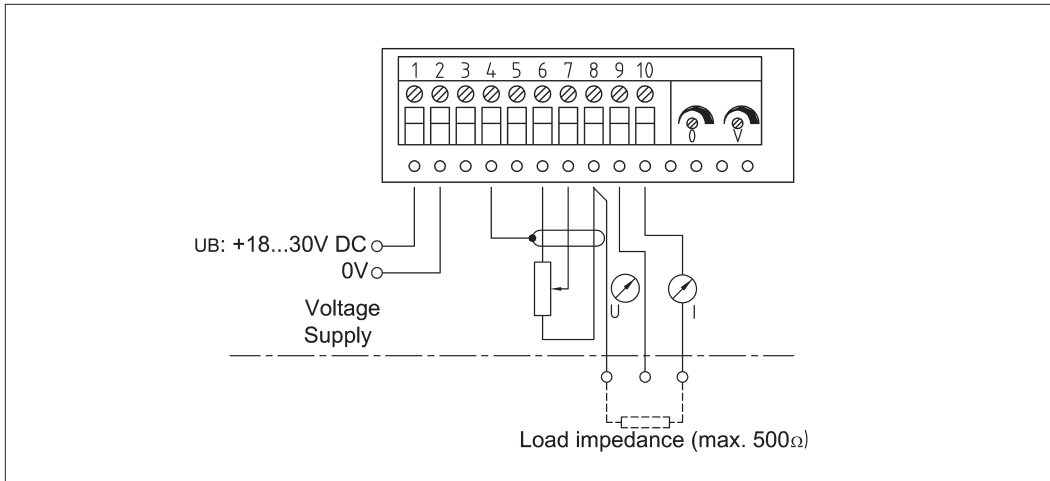 1 2 3 4 5 6 7 8 9 10
0 V
UB: +18...30V DC
0V
Voltage
Supply
U
I
Load impedance (max. 500Ω)